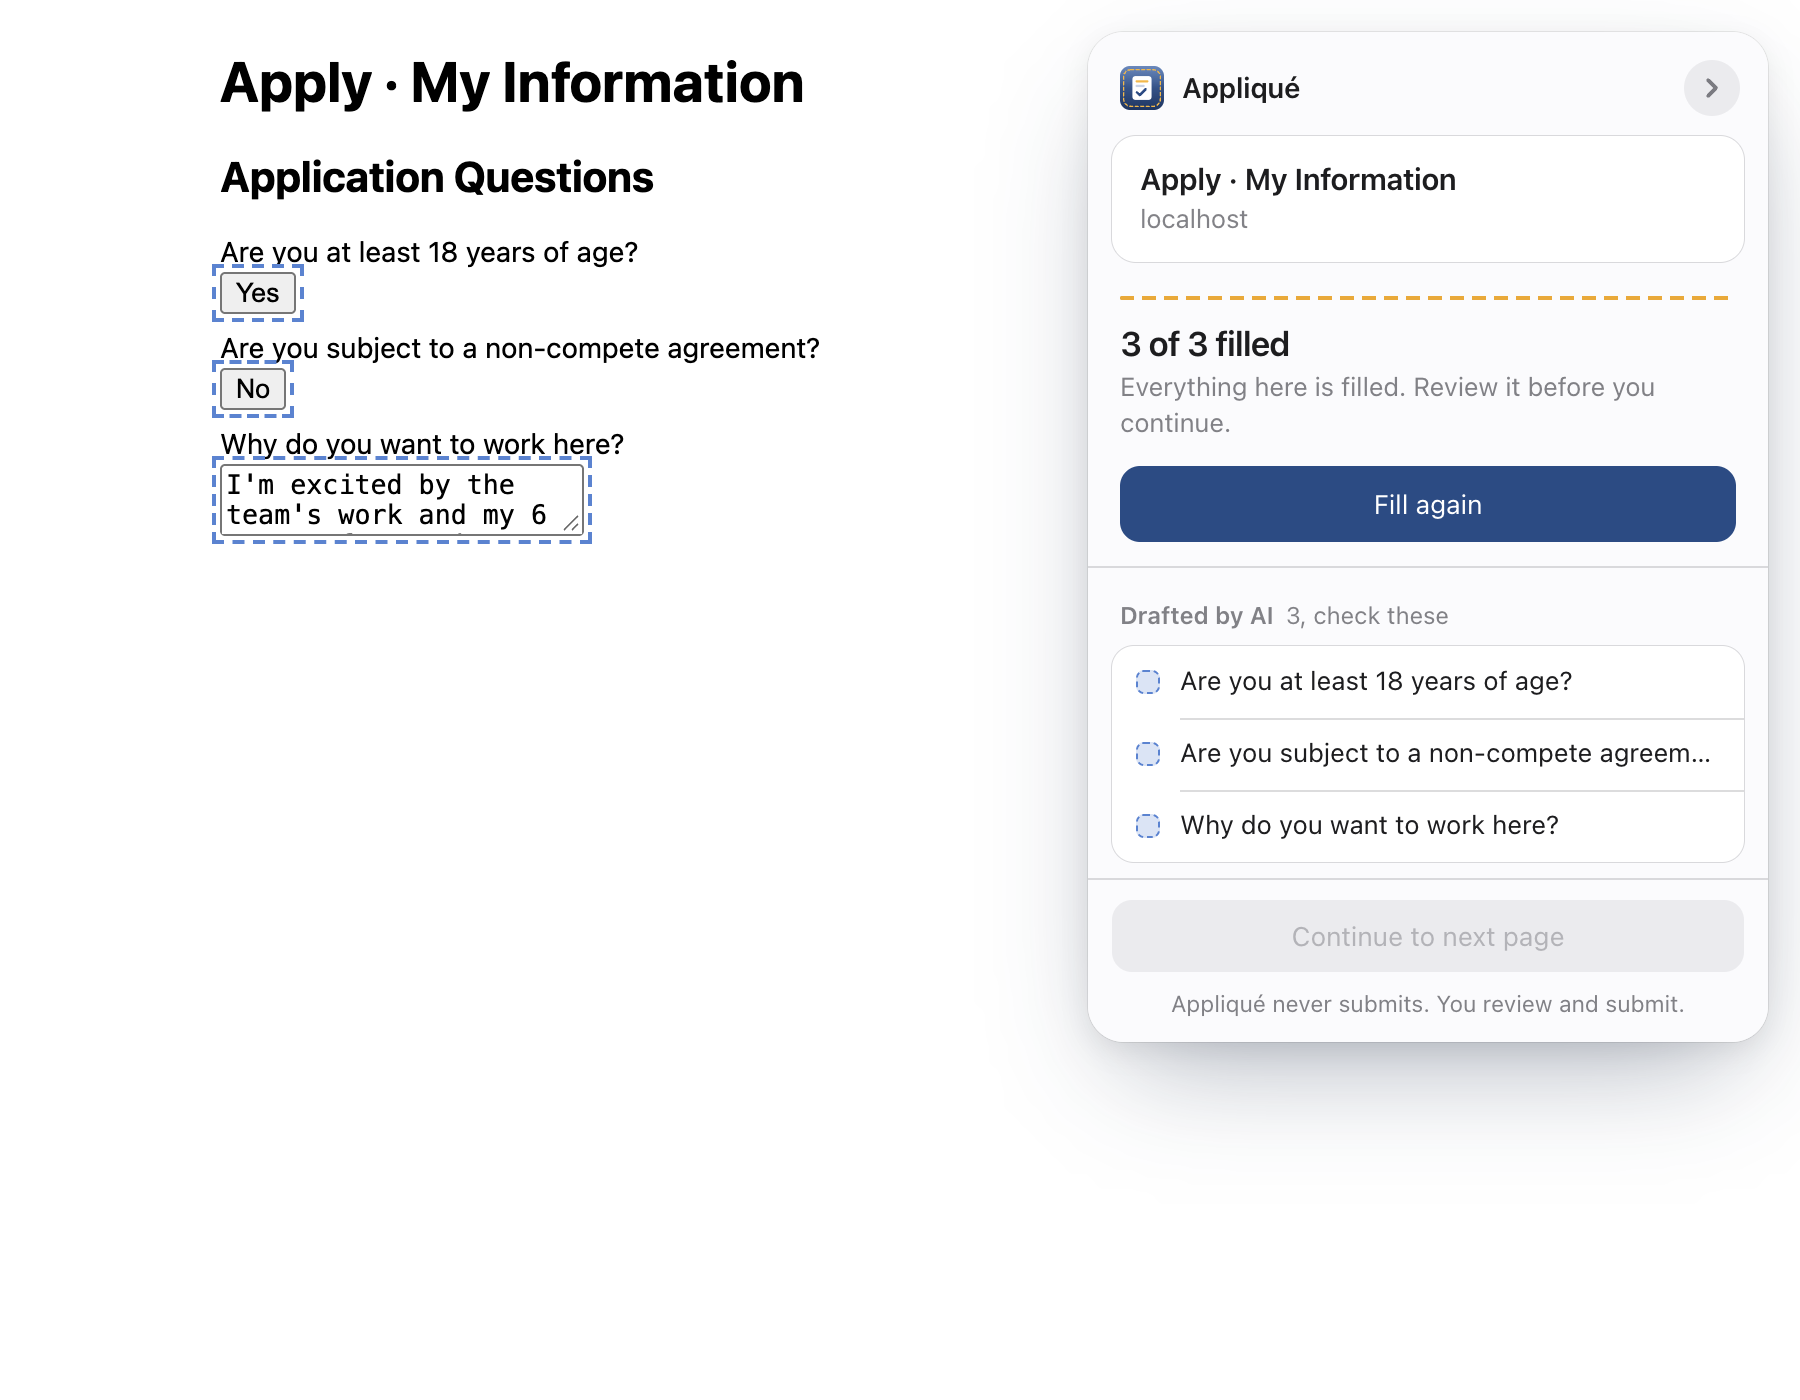 Apply · My Information
Application Questions
Are you at least 18 years of age?
Yes
Are you subject to a non-compete agreement?
No
Why do you want to work here?
I'm excited by the
team's work and my 6
Appliqué
Apply · My Information
localhost
3 of 3 filled
Everything here is filled. Review it before you
continue.
Fill again
Drafted by AI 3, check these
Are you at least 18 years of age?
Are you subject to a non-compete agreem...
Why do you want to work here?
Continue to next page
Appliqué never submits. You review and submit.